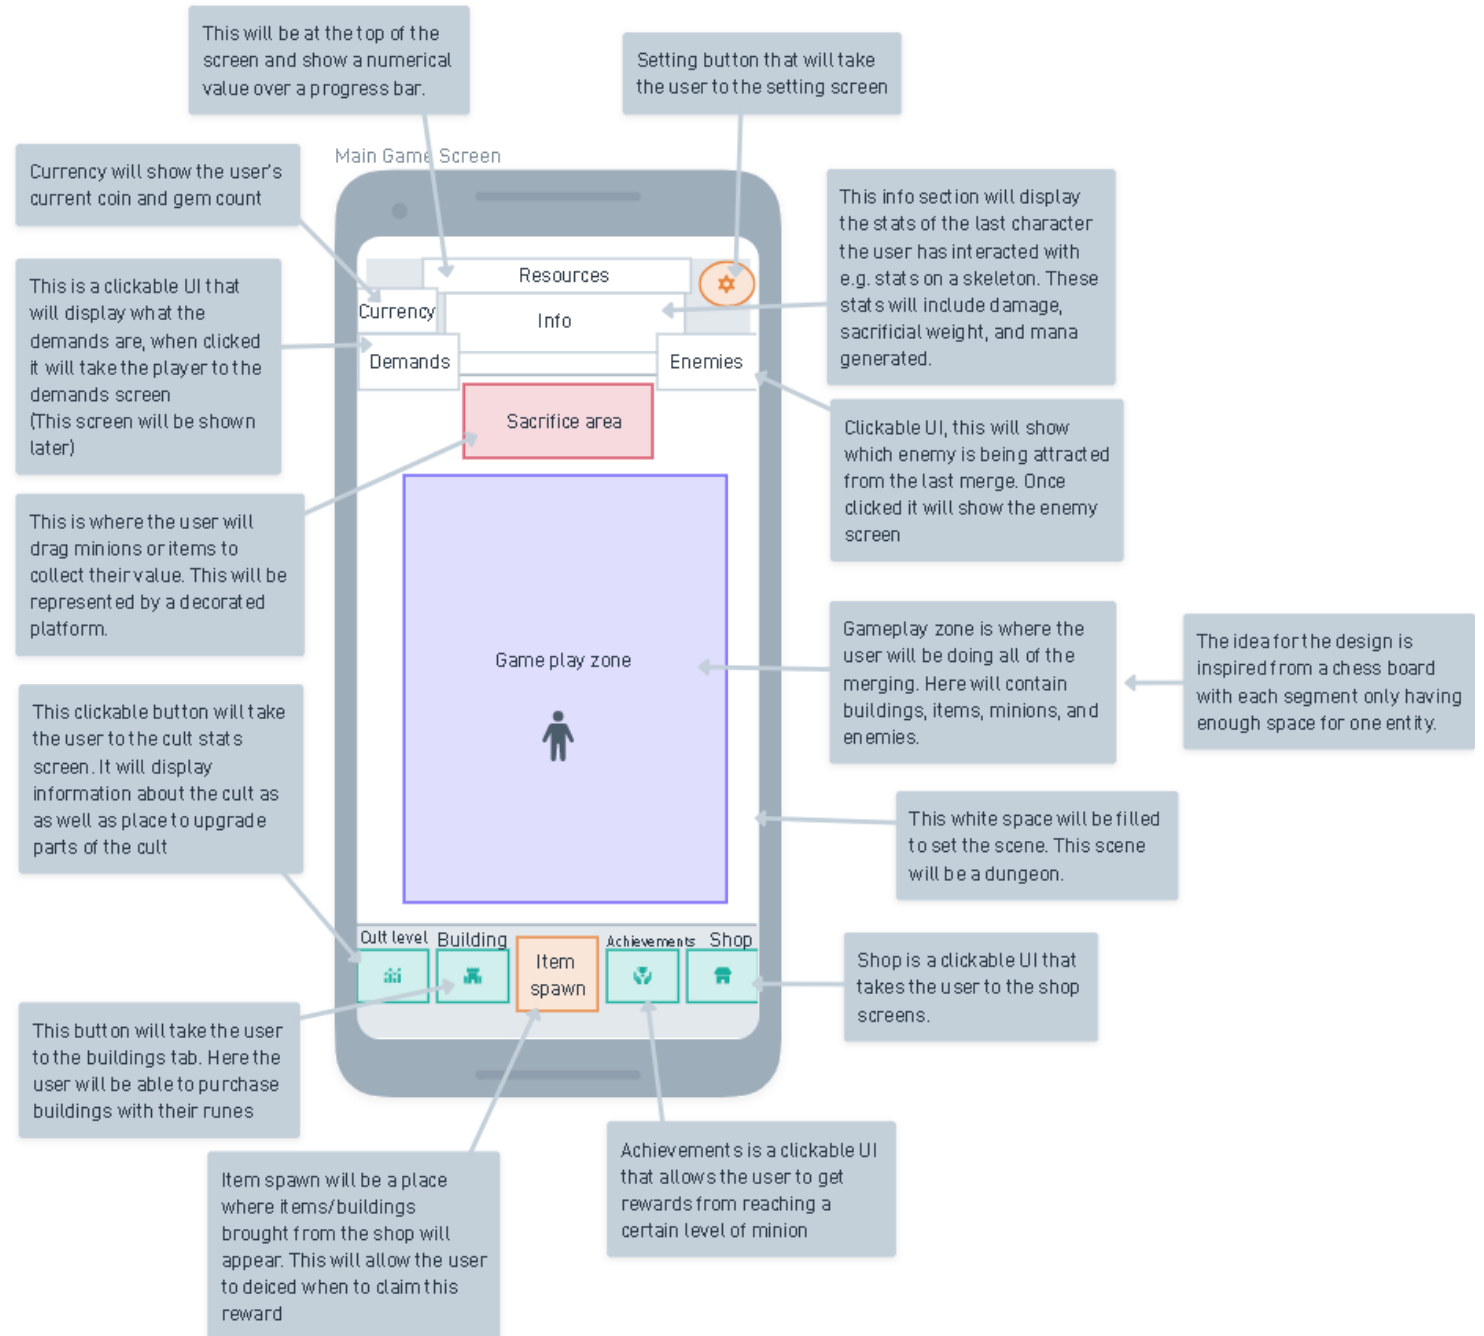 This will be at the top of the
screen and show a numerical
value over a progress bar.
Setting button that will take
the user to the setting screen
Main Game Screen
Currency will show the user's
current coin and gem count
This info section will display
the stats of the last character
the user has interacted with
e.g. stats on a skeleton. These
stats will include damage,
sacrificial weight, and mana
generated.
This is a clickable UI that
will display what the
demands are, when clicked
it will take the player to the
demands screen
(This screen will be shown
later)
Resources
Currency
Info
Demands
Enemies
Sacrifice area
Clickable UI, this will show
which enemy is being attracted
from the last merge. Once
clicked it will show the enemy
screen
This is where the user will
drag minions or items to
collect their value. This will be
represented by a decorated
platform.
Game play zone
Gameplay zone is where the
user will be doing all of the
merging. Here will contain
buildings, items, minions, and
enemies.
The idea for the design is
inspired from a chess board
with each segment only having
enough space for one entity.
This clickable button will take
the user to the cult stats
screen. It will display
information about the cult as
as well as place to upgrade
parts of the cult
This white space will be filled
to set the scene. This scene
will be a dungeon.
Cult level
Building
Item
spawn
Achievements
Shop
Shop is a clickable UI that
takes the user to the shop
screens.
This button will take the user
to the buildings tab. Here the
user will be able to purchase
buildings with their runes
Item spawn will be a place
where items/buildings
brought from the shop will
appear. This will allow the user
to deiced when to claim this
reward
Achievements is a clickable UI
that allows the user to get
rewards from reaching a
certain level of minion